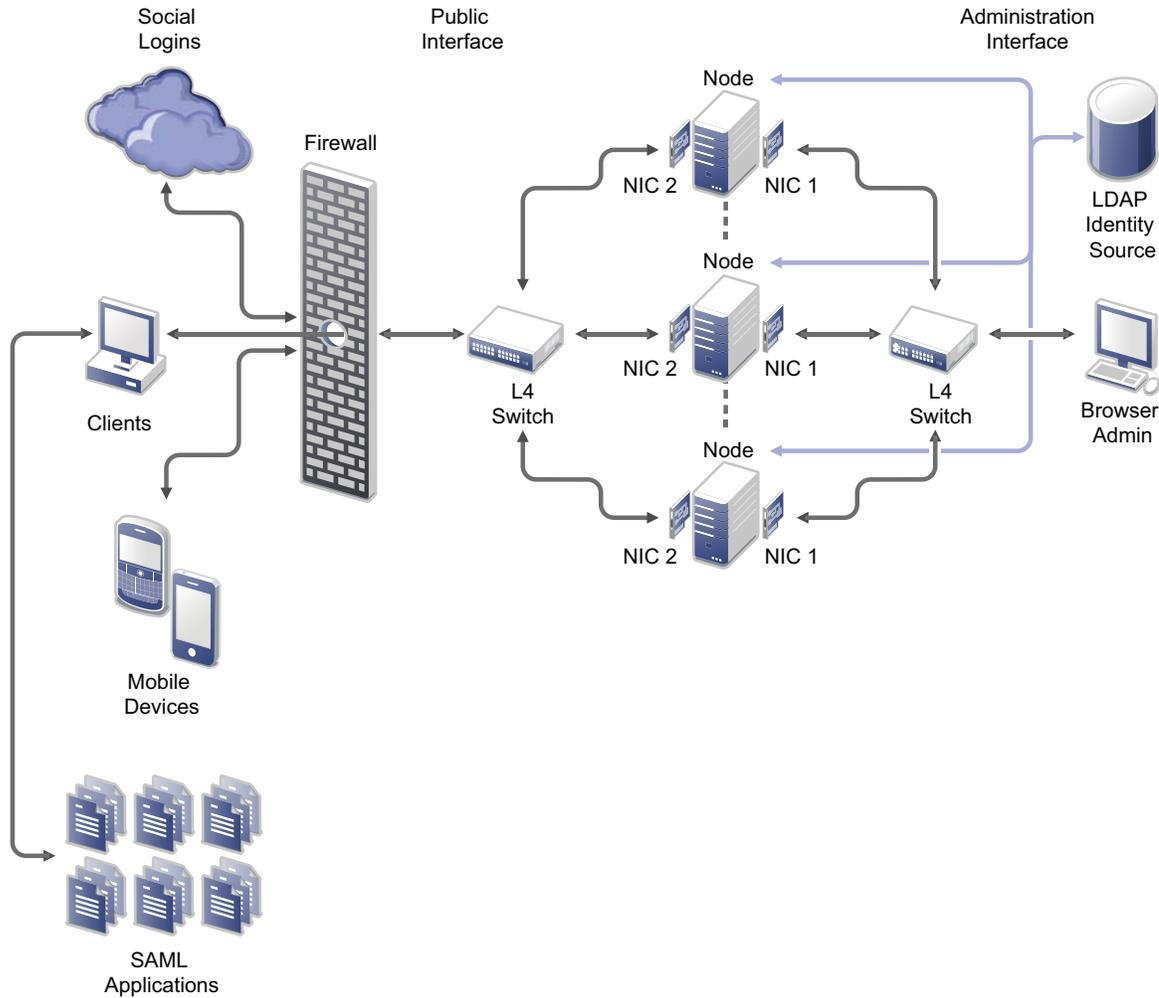 Social
Logins
Public
Interface
Administration
Interface
Firewall
Node
NIC 2
NIC 1
LDAP
Identity
Source
Node
NIC 2
NIC 1
Clients
L4
Switch
L4
Switch
Browser
Admin
Node
NIC 2
NIC 1
Mobile
Devices
SAML
Applications